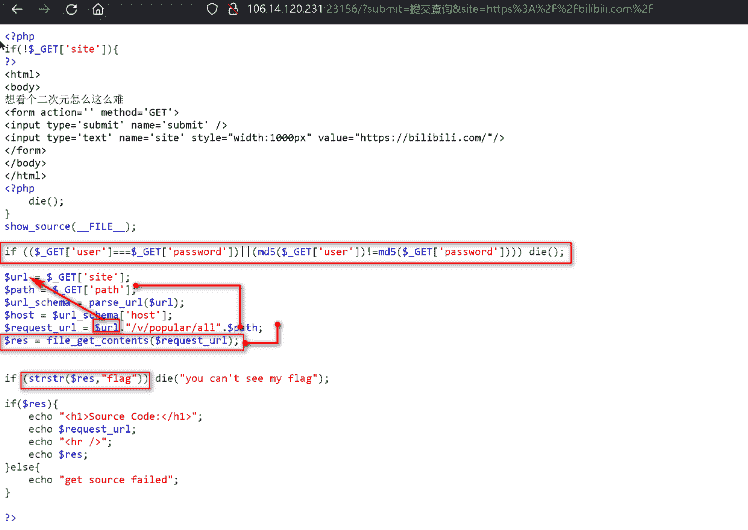 106.14.120.231:23156/?submit=提交查询&site=https%3A%2F%2Fbilibili.com%2F
<?php
if(!$_GET['site']){
?>
<html>
<body>
想看个二次元怎么这么难
<form action='' method='GET'>
<input type='submit' name='submit' />
<input type='text' name='site' style="width:1000px" value="https://bilibili.com/"/>
</form>
</body>
</html>
<?php
    die();
}
show_source(__FILE__);
if (($_GET['user']===$_GET['password'])||(md5($_GET['user'])!=md5($_GET['password']))) die();
$url = $_GET['site'];
$path = $_GET['path'];
$url_schema = parse_url($url);
$host = $url_schema['host'];
$request_url = $url."/v/popular/all".$path;
$res = file_get_contents($request_url);
if (strstr($res,"flag")) die("you can't see my flag");
if($res){
    echo "<h1>Source Code:</h1>";
    echo $request_url;
    echo "<hr />";
    echo $res;
}else{
    echo "get source failed";
}
?>